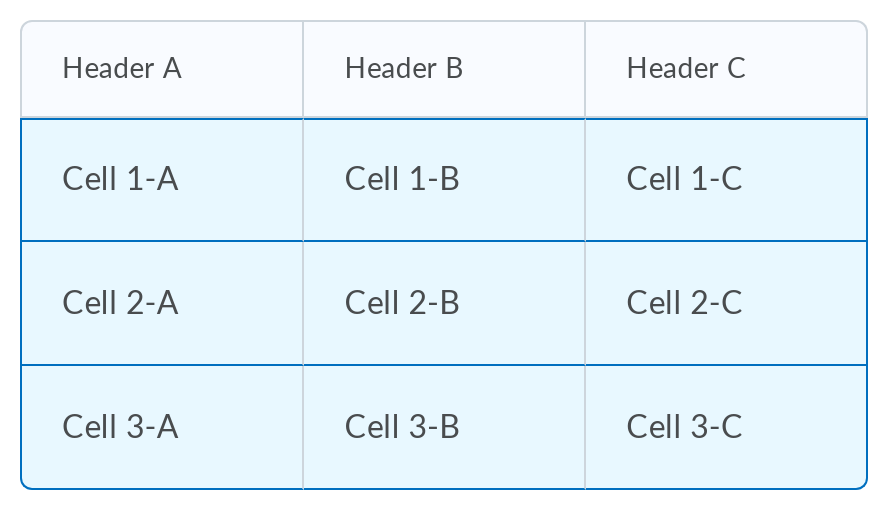 Header A Header B Header C
Cell 1-A Cell 1-B Cell 1-C
Cell 2-A Cell 2-B Cell 2-C
Cell 3-A Cell 3-B Cell 3-C